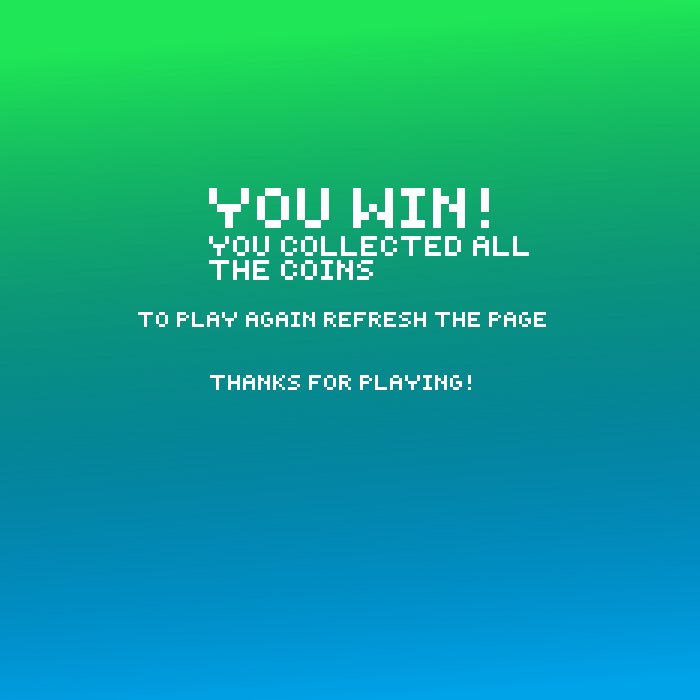 YOU WIN!
YOU COLLECTED ALL
THE COINS
TO PLAY AGAIN REFRESH THE PAGE
THANKS FOR PLAYING!